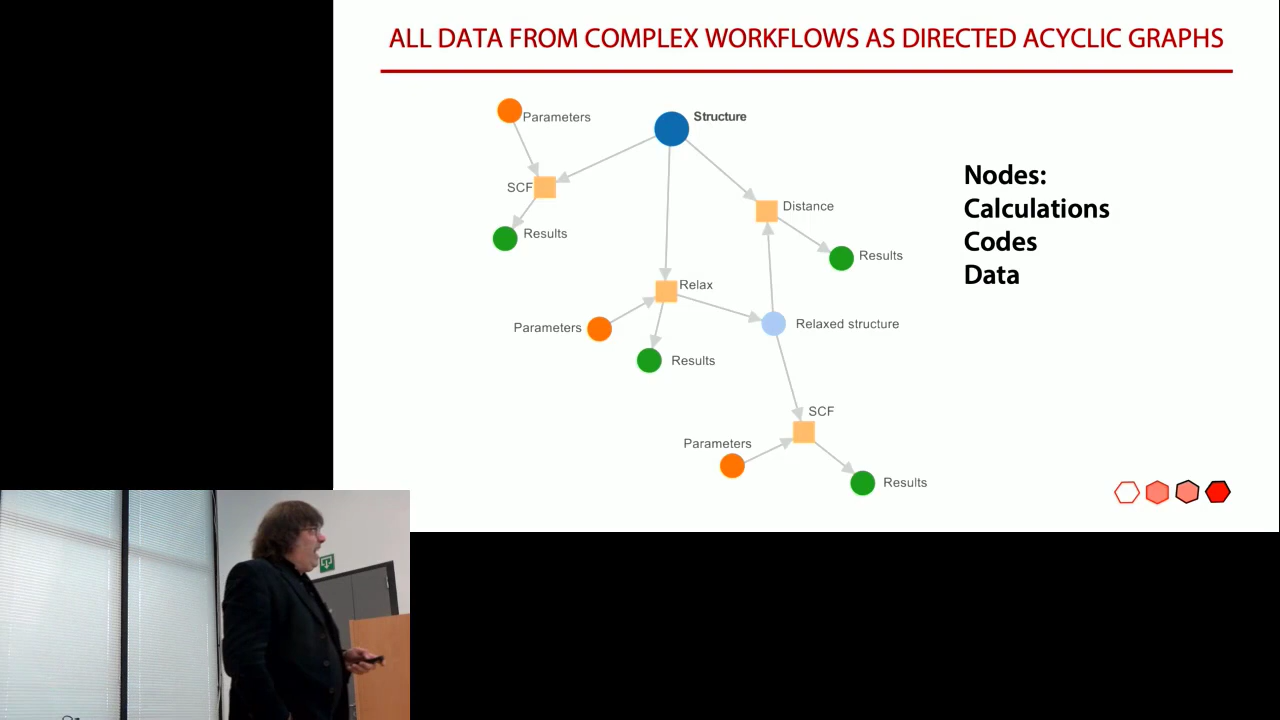 ALL DATA FROM COMPLEX WORKFLOWS AS DIRECTED ACYCLIC GRAPHS
Parameters
Structure
SCF
Distance
Results
Results
Relax
Parameters
Relaxed structure
Results
SCF
Parameters
Results
Nodes:
Calculations
Codes
Data